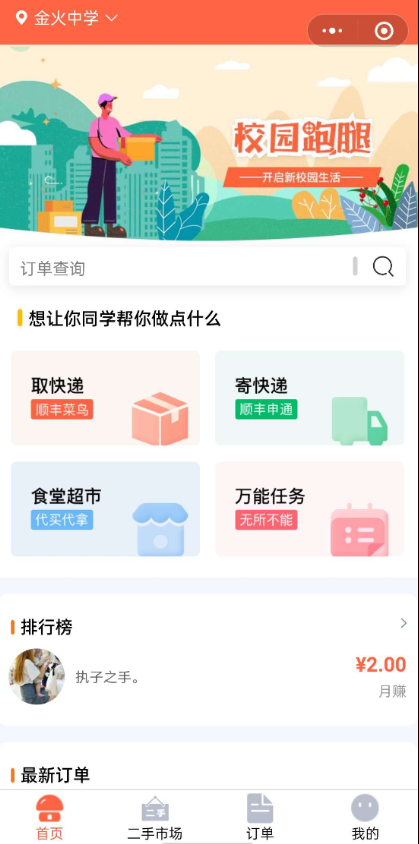 金火中学
校园跑腿
开启新校园生活
订单查询
想让你同学帮你做点什么
取快递
顺丰菜鸟
寄快递
顺丰申通
食堂超市
代买代拿
万能任务
无所不能
排行榜
执子之手。
¥2.00
月赚
最新订单
二手
首页
二手市场
订单
我的